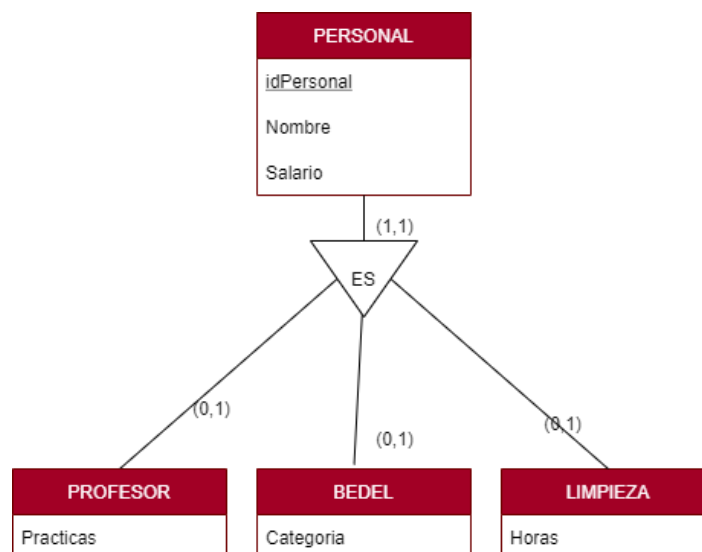 PERSONAL
idPersonal
Nombre
Salario
(1,1)
ES
(0,1)
(0,1)
(0,1)
PROFESOR
BEDEL
LIMPIEZA
Practicas
Categoria
Horas